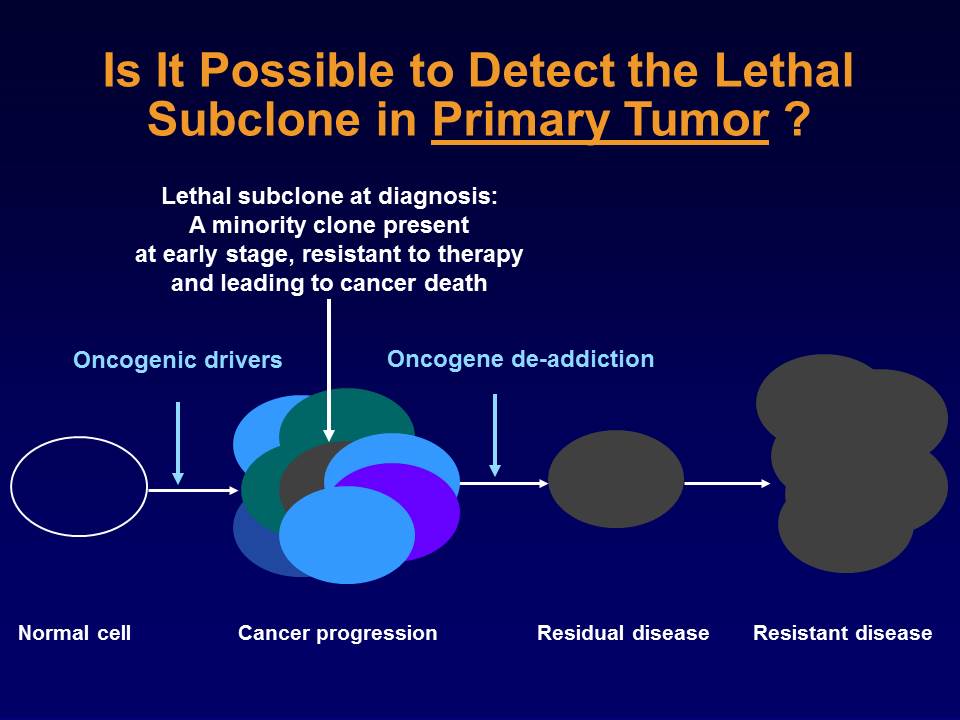 Is It Possible to Detect the Lethal
Subclone in Primary Tumor ?
Lethal subclone at diagnosis:
A minority clone present
at early stage, resistant to therapy
and leading to cancer death
Oncogenic drivers
Oncogene de-addiction
Normal cell
Cancer progression
Residual disease
Resistant disease